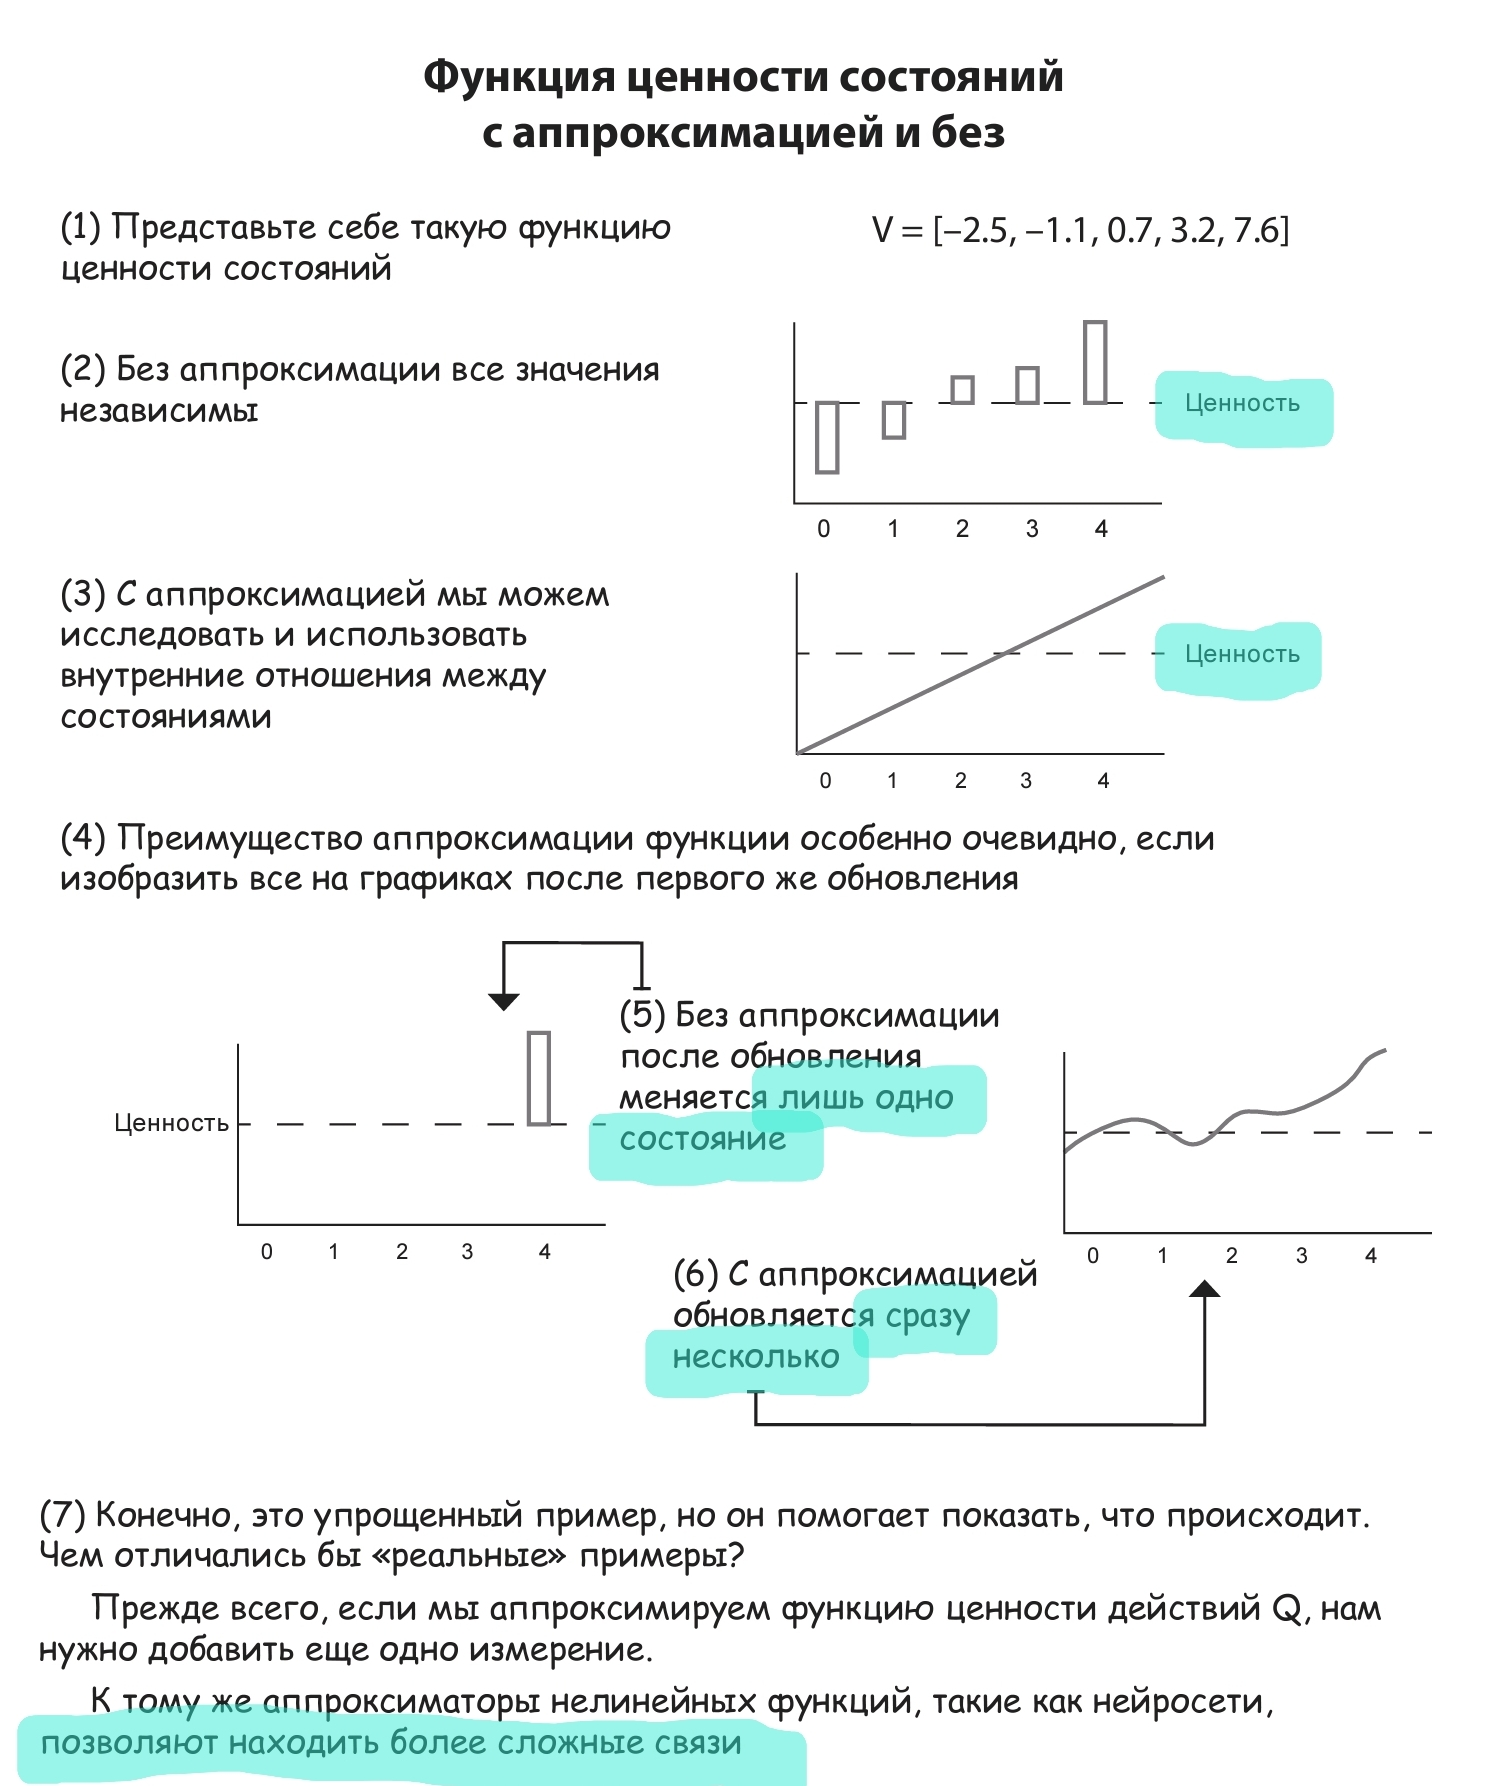 Функция ценности состояний
с аппроксимацией и без
(1) Представьте себе такую функцию
ценности состояний
V = [–2.5, –1.1, 0.7, 3.2, 7.6]
(2) Без аппроксимации все значения
независимы
Ценность
0 1 2 3 4
(3) С аппроксимацией мы можем
исследовать и использовать
внутренние отношения между
состояниями
Ценность
0 1 2 3 4
(4) Преимущество аппроксимации функции особенно очевидно, если
изобразить все на графиках после первого же обновления
Ценность
0 1 2 3 4
(5) Без аппроксимации
после обновления
меняется лишь одно
состояние
0 1 2 3 4
(6) С аппроксимацией
обновляется сразу
несколько
(7) Конечно, это упрощенный пример, но он помогает показать, что происходит.
Чем отличались бы «реальные» примеры?
Прежде всего, если мы аппроксимируем функцию ценности действий Q, нам
нужно добавить еще одно измерение.
К тому же аппроксиматоры нелинейных функций, такие как нейросети,
позволяют находить более сложные связи